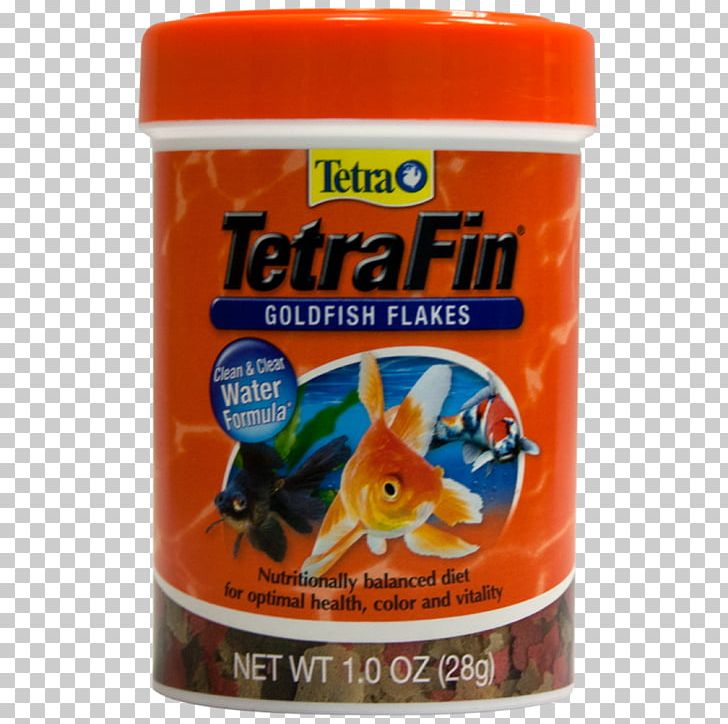 Tetra
TetraFin®
GOLDFISH FLAKES
Clean & Clear
Water
Formula*
Nutritionally balanced diet
for optimal health, color and vitality
NET WT 1.0 OZ (28g)